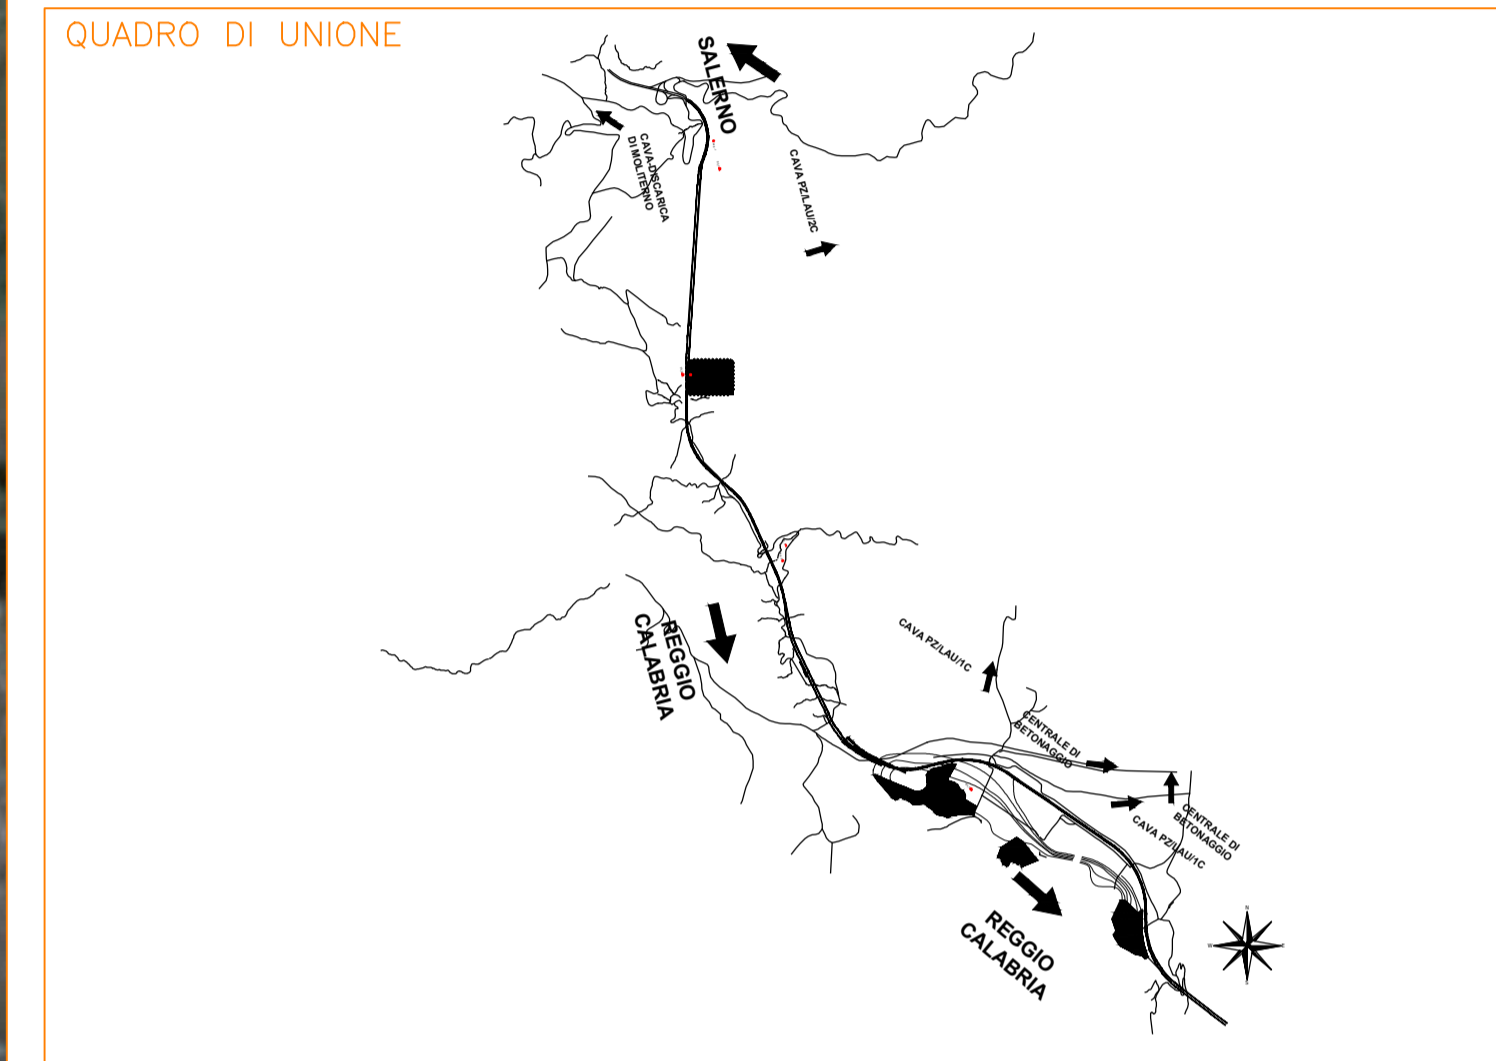 QUADRO DI UNIONE
SALERNO
CAVA-DISCARICA
DI MOLITERNO
CAVA PZ/LAU/2C
REGGIO
CALABRIA
CAVA PZ/LAU/1C
CENTRALE DI
BETONAGGIO
CENTRALE DI
BETONAGGIO
CAVA PZ/LAU/1C
REGGIO
CALABRIA
N
W
E
S